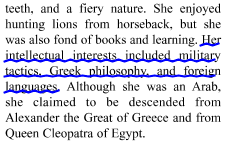 teeth, and a fiery nature. She enjoyed
hunting lions from horseback, but she
was also fond of books and learning. Her
intellectual interests included military
tactics, Greek philosophy, and foreign
languages. Although she was an Arab,
she claimed to be descended from
Alexander the Great of Greece and from
Queen Cleopatra of Egypt.